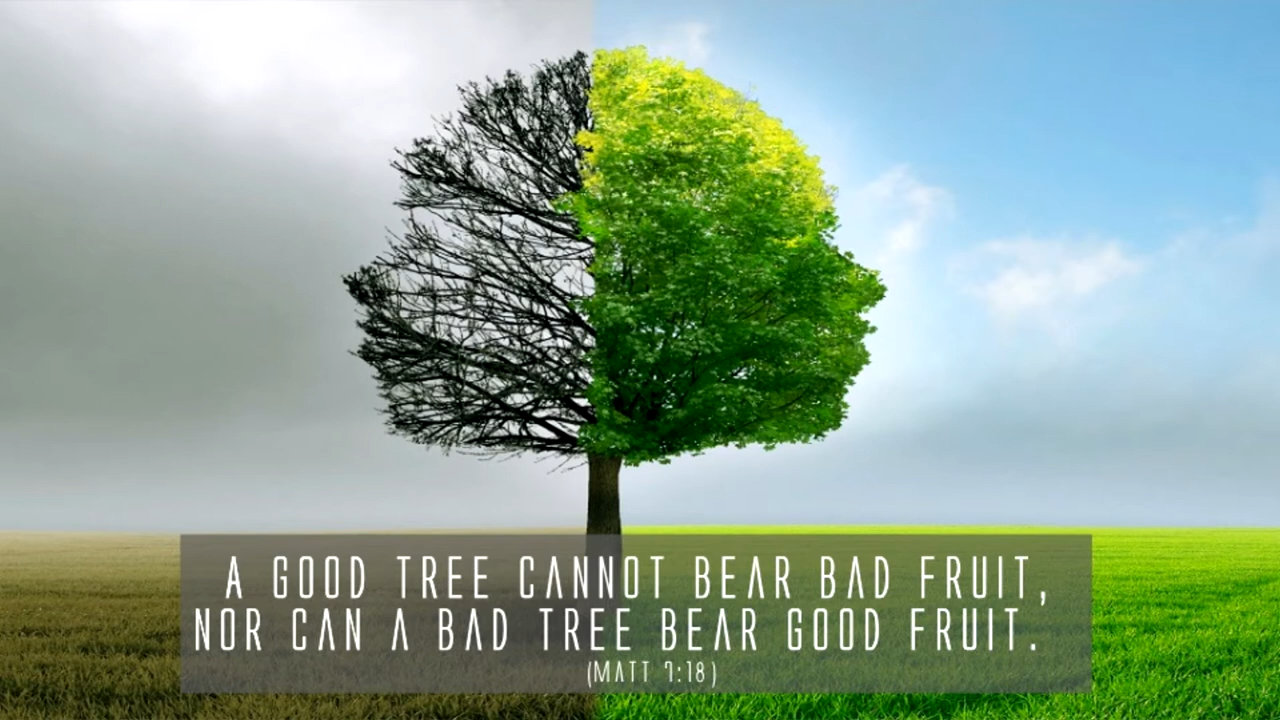 A GOOD TREE CANNOT BEAR BAD FRUIT,
NOR CAN A BAD TREE BEAR GOOD FRUIT.
(MATT 7:18)